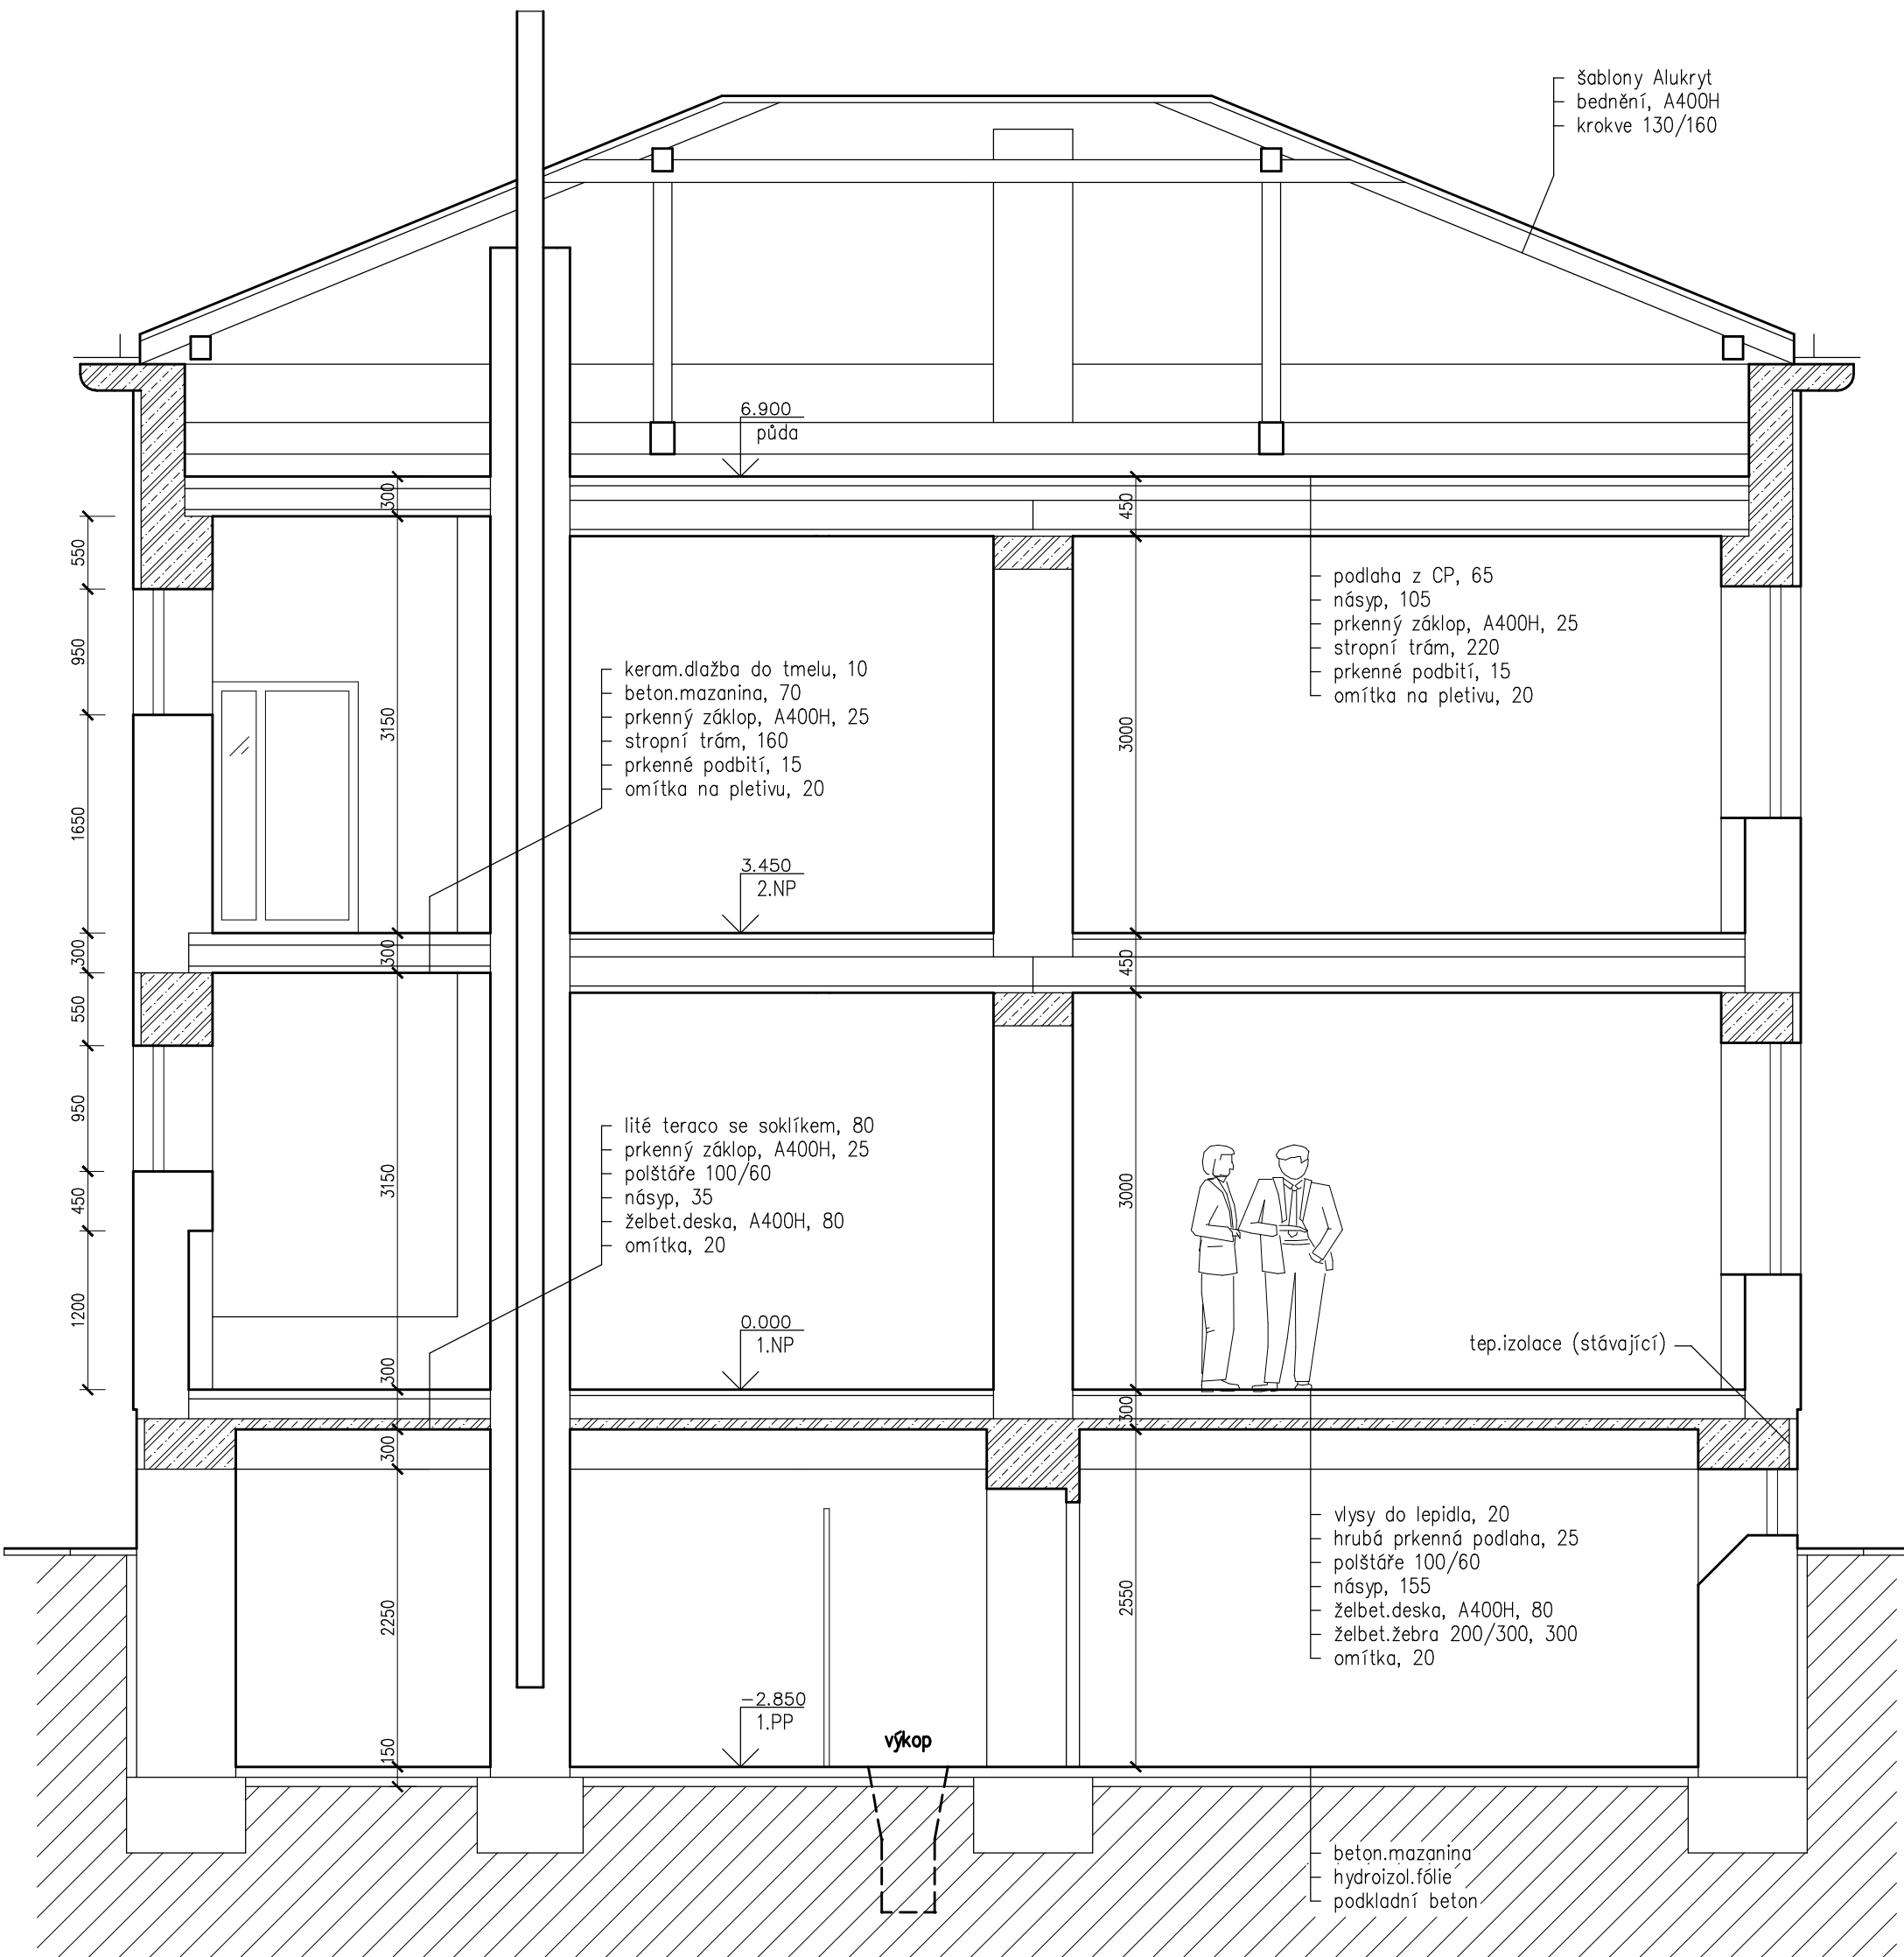 šablony Alukryt
bednění, A400H
krokve 130/160
6.900
půda
300
450
550
950
1650
300
550
950
450
1200
3150
3000
podlaha z CP, 65
násyp, 105
prkenný záklop, A400H, 25
stropní trám, 220
prkenné podbití, 15
omítka na pletivu, 20
keram.dlažba do tmelu, 10
beton.mazanina, 70
prkenný záklop, A400H, 25
stropní trám, 160
prkenné podbití, 15
omítka na pletivu, 20
3.450
2.NP
300
450
3150
3000
lité teraco se soklíkem, 80
prkenný záklop, A400H, 25
polštáře 100/60
násyp, 35
želbet.deska, A400H, 80
omítka, 20
0.000
1.NP
tep.izolace (stávající)
300
300
300
2250
150
2550
vlysy do lepidla, 20
hrubá prkenná podlaha, 25
polštáře 100/60
násyp, 155
želbet.deska, A400H, 80
želbet.žebra 200/300, 300
omítka, 20
-2.850
1.PP
výkop
beton.mazanina
hydroizol.fólie
podkladní beton